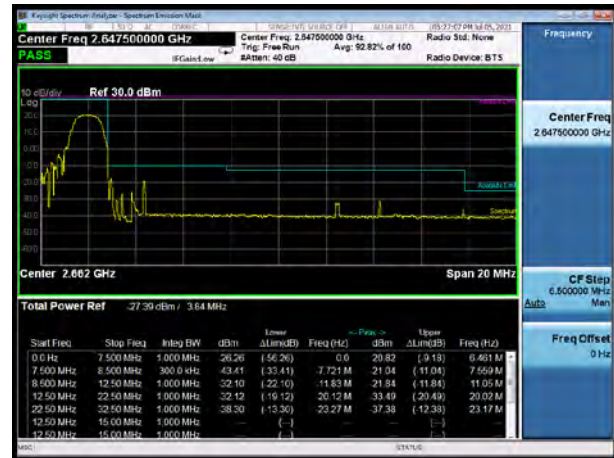 Keysight Spectrum Analyzer - Spectrum Emission Mask
Center Freq 2.647500000 GHz
PASS
IFGain:Low
Center Freq: 2.647500000 GHz
Trig: Free Run Avg: 92.82% of 100
#Atten: 40 dB
05:27:07 PM Jul 05, 2021
Radio Std: None
Radio Device: BTS
Frequency
10 dB/div Ref 30.0 dBm
Log
Center Freq
2.647500000 GHz
Center 2.662 GHz Span 20 MHz
CF Step
6.500000 MHz
Auto Man
Total Power Ref -27.39 dBm / 3.84 MHz
Freq Offset
0 Hz
Lower <- Peak -> Upper
Start Freq Stop Freq Integ BW dBm ΔLim(dB) Freq (Hz) dBm ΔLim(dB) Freq (Hz)
0.0 Hz 7.500 MHz 1.000 MHz -26.26 (-56.26) 0.0 20.82 (-9.18) 6.461 M
7.500 MHz 8.500 MHz 300.0 kHz -43.41 (-33.41) -7.721 M -21.04 (-11.04) 7.559 M
8.500 MHz 12.50 MHz 1.000 MHz -32.10 (-22.10) -11.83 M -21.84 (-11.84) 11.05 M
12.50 MHz 22.50 MHz 1.000 MHz -32.12 (-19.12) -20.12 M -33.49 (-20.49) 20.02 M
22.50 MHz 32.50 MHz 1.000 MHz -38.30 (-13.30) -23.27 M -37.38 (-12.38) 23.17 M
12.50 MHz 15.00 MHz 1.000 MHz --- (---) --- --- (---) ---
12.50 MHz 15.00 MHz 1.000 MHz --- (---) --- --- (---) ---
MSG STATUS